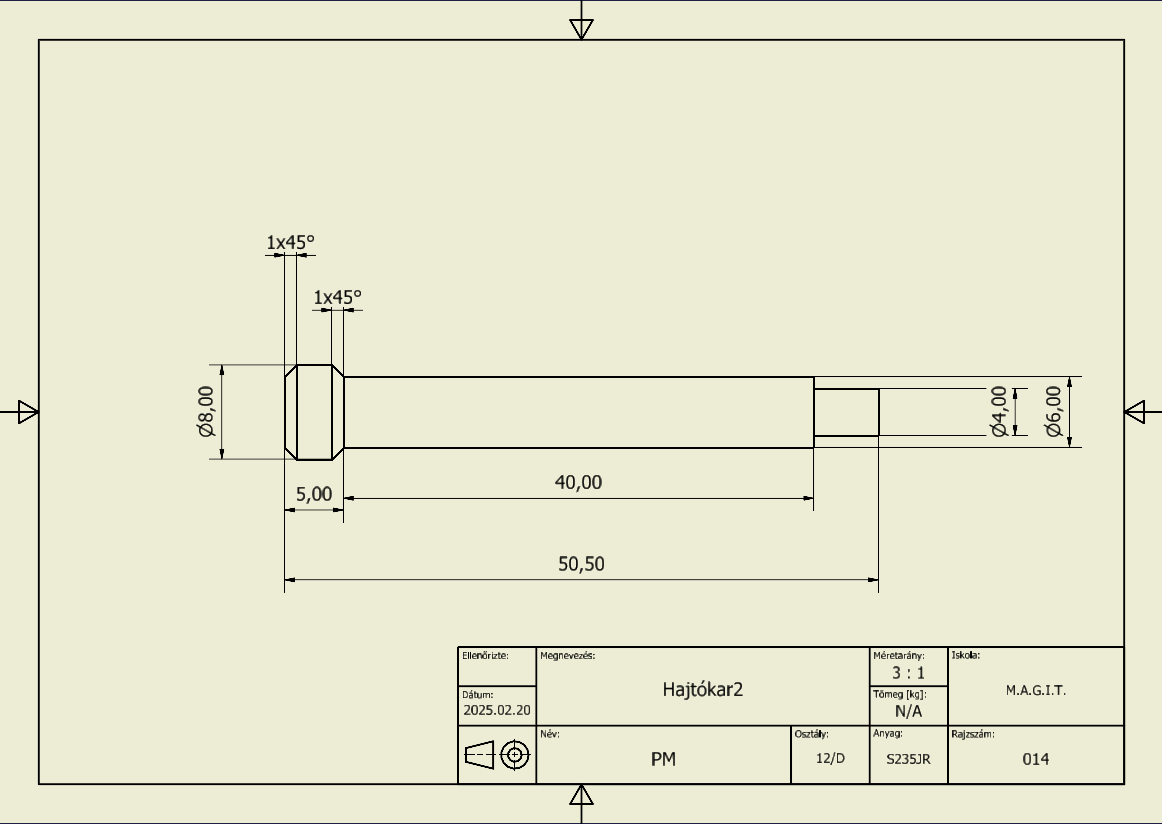 1x45°
1x45°
Ø8,00
Ø4,00
Ø6,00
40,00
5,00
50,50
Ellenőrizte:
Megnevezés:
Méretarány:
Iskola:
3 : 1
Hajtókar2
M.A.G.I.T.
Dátum:
Tömeg [kg]:
2025.02.20
N/A
Név:
Osztály:
Anyag:
Rajzszám:
PM
12/D
S235JR
014